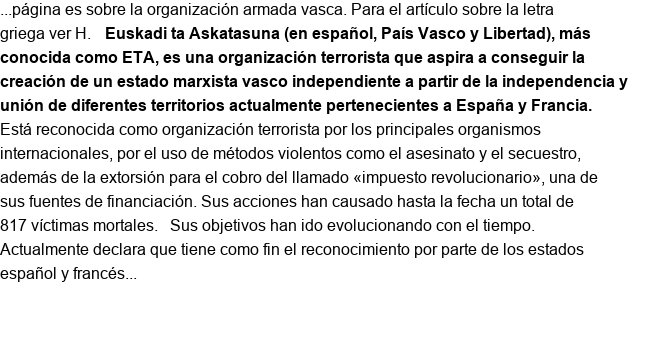 ...página es sobre la organización armada vasca. Para el artículo sobre la letra
griega ver H.   Euskadi ta Askatasuna (en español, País Vasco y Libertad), más
conocida como ETA, es una organización terrorista que aspira a conseguir la
creación de un estado marxista vasco independiente a partir de la independencia y
unión de diferentes territorios actualmente pertenecientes a España y Francia.
Está reconocida como organización terrorista por los principales organismos
internacionales, por el uso de métodos violentos como el asesinato y el secuestro,
además de la extorsión para el cobro del llamado «impuesto revolucionario», una de
sus fuentes de financiación. Sus acciones han causado hasta la fecha un total de
817 víctimas mortales.   Sus objetivos han ido evolucionando con el tiempo.
Actualmente declara que tiene como fin el reconocimiento por parte de los estados
español y francés...